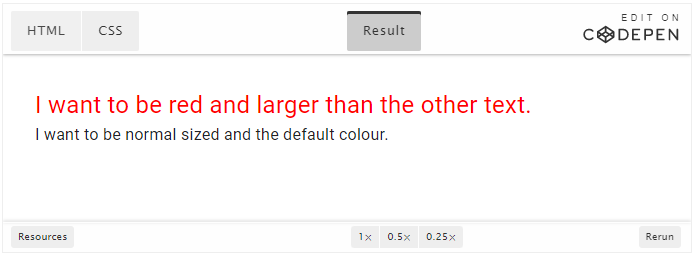 HTML CSS Result EDIT ON
CODEPEN
I want to be red and larger than the other text.
I want to be normal sized and the default colour.
Resources 1× 0.5× 0.25× Rerun